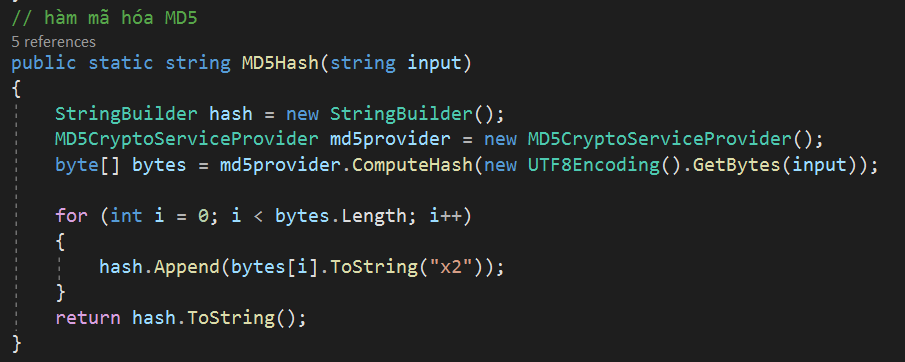 // hàm mã hóa MD5
5 references
public static string MD5Hash(string input)
{
StringBuilder hash = new StringBuilder();
MD5CryptoServiceProvider md5provider = new MD5CryptoServiceProvider();
byte[] bytes = md5provider.ComputeHash(new UTF8Encoding().GetBytes(input));
for (int i = 0; i < bytes.Length; i++)
{
hash.Append(bytes[i].ToString("x2"));
}
return hash.ToString();
}